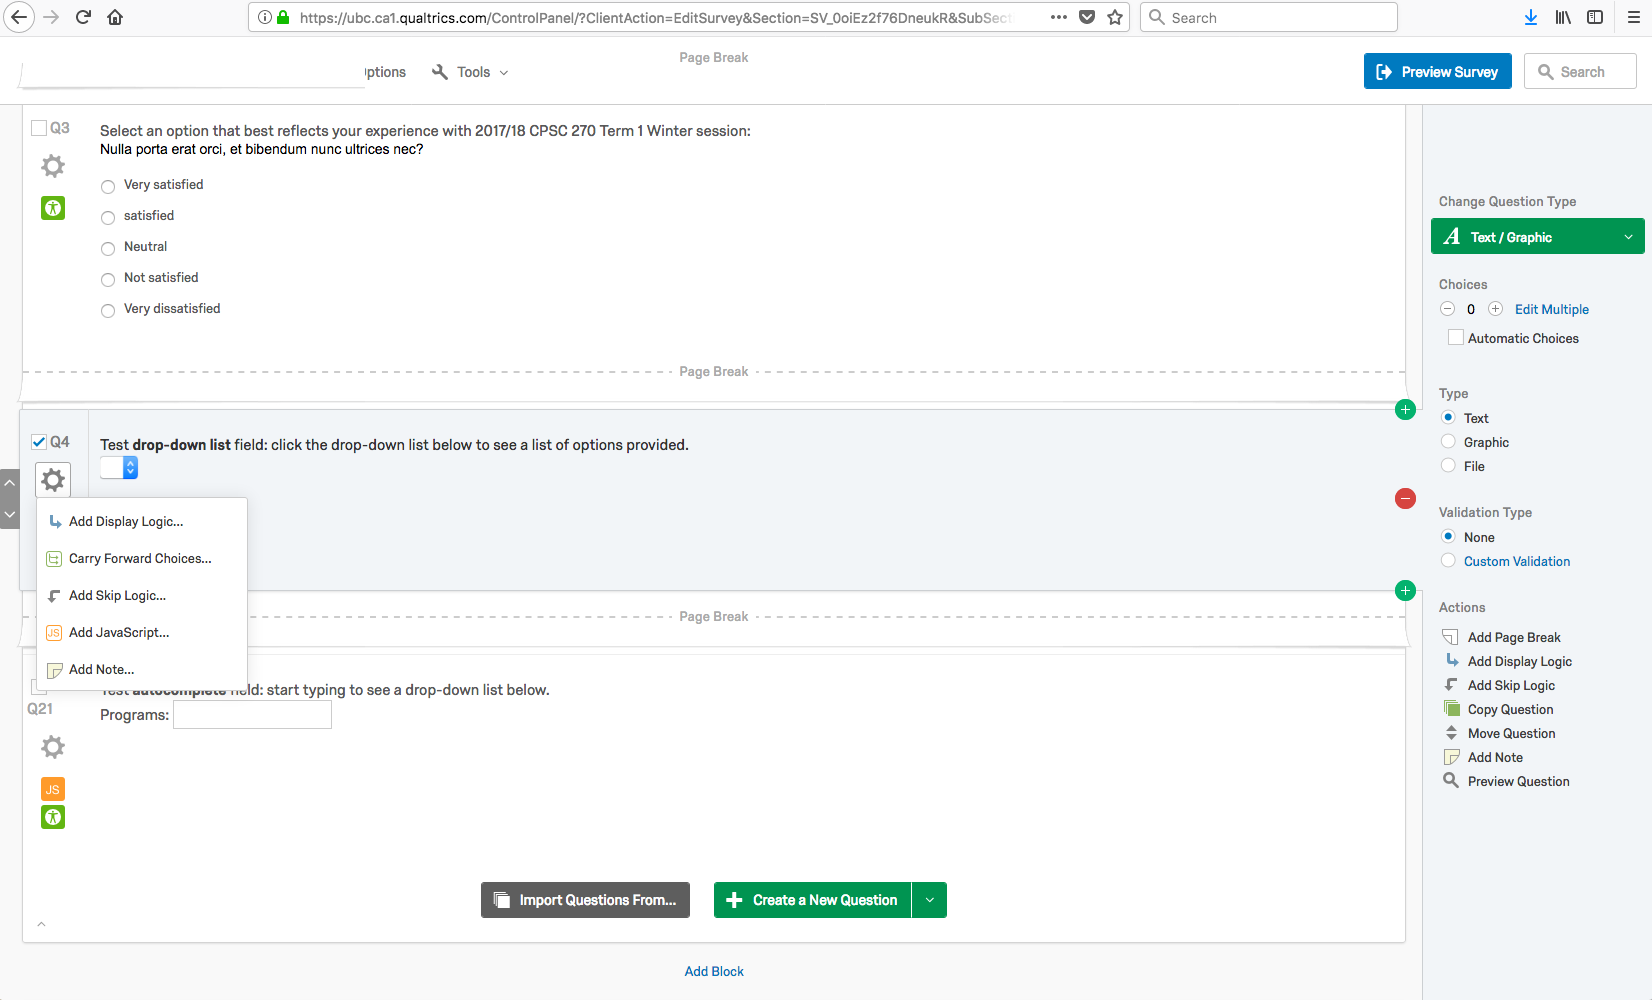 https://ubc.ca1.qualtrics.com/ControlPanel/?ClientAction=EditSurvey&Section=SV_0oiEz2f76DneukR&SubSect
Search
Page Break
ptions
Tools
Preview Survey
Search
Q3
Select an option that best reflects your experience with 2017/18 CPSC 270 Term 1 Winter session:
Nulla porta erat orci, et bibendum nunc ultrices nec?
Very satisfied
satisfied
Neutral
Not satisfied
Very dissatisfied
Page Break
Q4
Test drop-down list field: click the drop-down list below to see a list of options provided.
Add Display Logic...
Carry Forward Choices...
Add Skip Logic...
JS Add JavaScript...
Add Note...
Page Break
Q21
Test autocomplete field: start typing to see a drop-down list below.
Programs:
JS
Import Questions From...
Create a New Question
Add Block
Change Question Type
A Text / Graphic
Choices
0 Edit Multiple
Automatic Choices
Type
Text
Graphic
File
Validation Type
None
Custom Validation
Actions
Add Page Break
Add Display Logic
Add Skip Logic
Copy Question
Move Question
Add Note
Preview Question